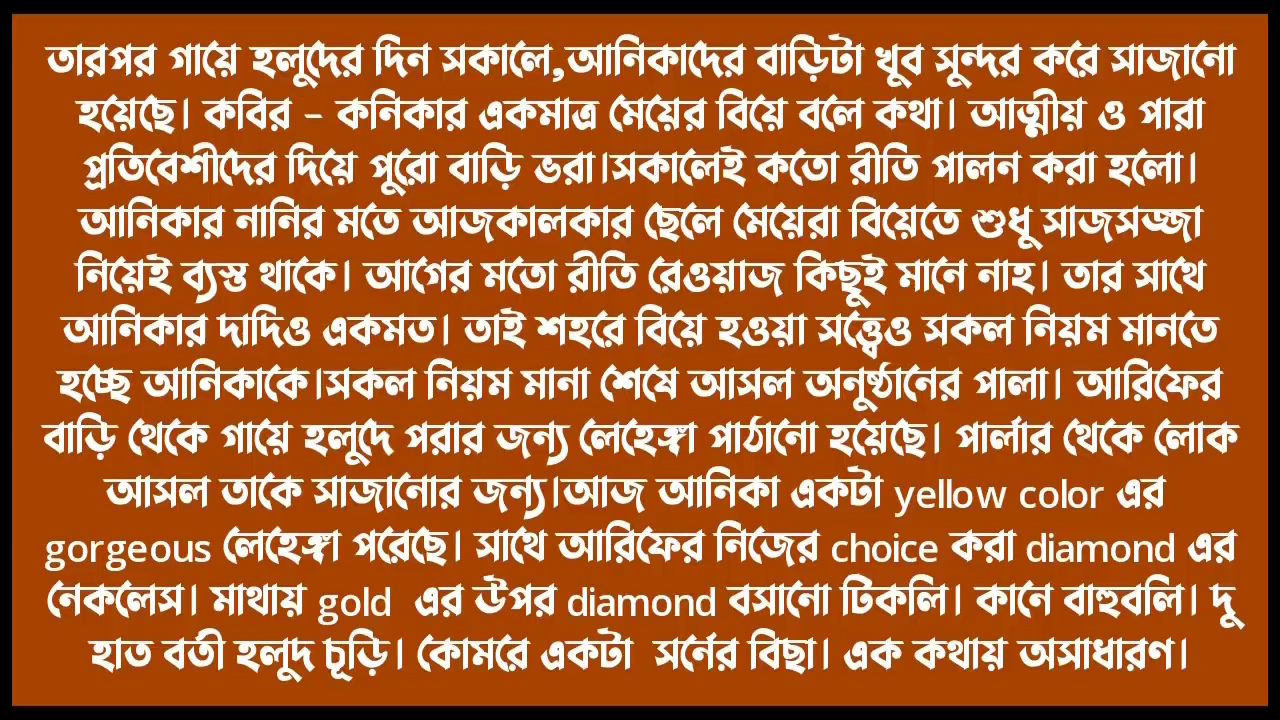 তারপর গায়ে হলুদের দিন সকালে,আনিকাদের বাড়িটা খুব সুন্দর করে সাজানো
হয়েছে। কবির – কনিকার একমাত্র মেয়ের বিয়ে বলে কথা। আত্মীয় ও পারা
প্রতিবেশীদের দিয়ে পুরো বাড়ি ভরা।সকালেই কতো রীতি পালন করা হলো।
আনিকার নানির মতে আজকালকার ছেলে মেয়েরা বিয়েতে শুধু সাজসজ্জা
নিয়েই ব্যস্ত থাকে। আগের মতো রীতি রেওয়াজ কিছুই মানে নাহ। তার সাথে
আনিকার দাদিও একমত। তাই শহরে বিয়ে হওয়া সত্ত্বেও সকল নিয়ম মানতে
হচ্ছে আনিকাকে।সকল নিয়ম মানা শেষে আসল অনুষ্ঠানের পালা। আরিফের
বাড়ি থেকে গায়ে হলুদে পরার জন্য লেহেঙ্গা পাঠানো হয়েছে। পার্লার থেকে লোক
আসল তাকে সাজানোর জন্য।আজ আনিকা একটা yellow color এর
gorgeous লেহেঙ্গা পরেছে। সাথে আরিফের নিজের choice করা diamond এর
নেকলেস। মাথায় gold এর উপর diamond বসানো টিকলি। কানে বাহুবলি। দু
হাত বর্তী হলুদ চূড়ি। কোমরে একটা সর্নের বিছা। এক কথায় অসাধারণ।